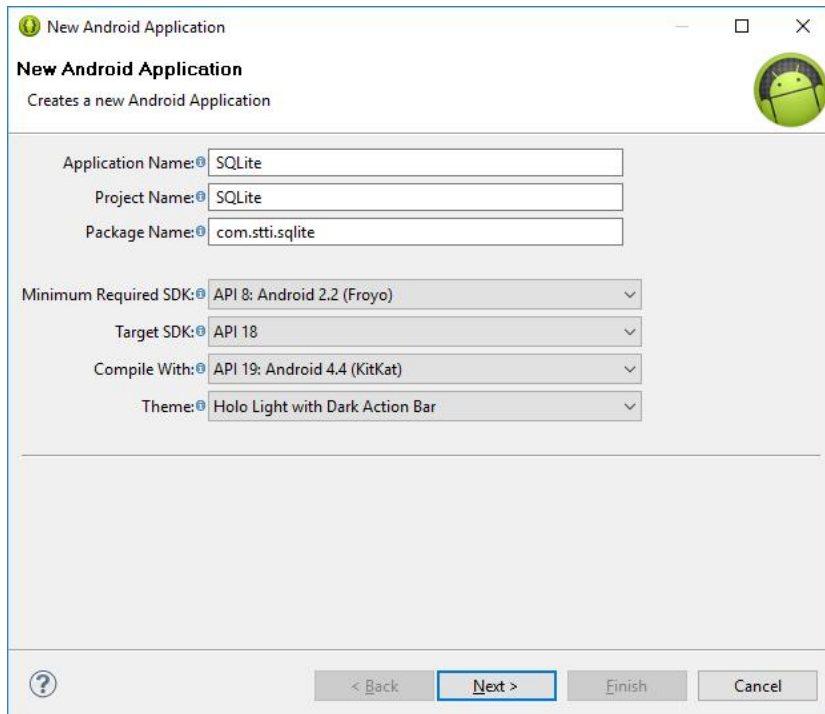 New Android Application
New Android Application
Creates a new Android Application
Application Name: SQLite
Project Name: SQLite
Package Name: com.stti.sqlite
Minimum Required SDK: API 8: Android 2.2 (Froyo)
Target SDK: API 18
Compile With: API 19: Android 4.4 (KitKat)
Theme: Holo Light with Dark Action Bar
? < Back Next > Finish Cancel